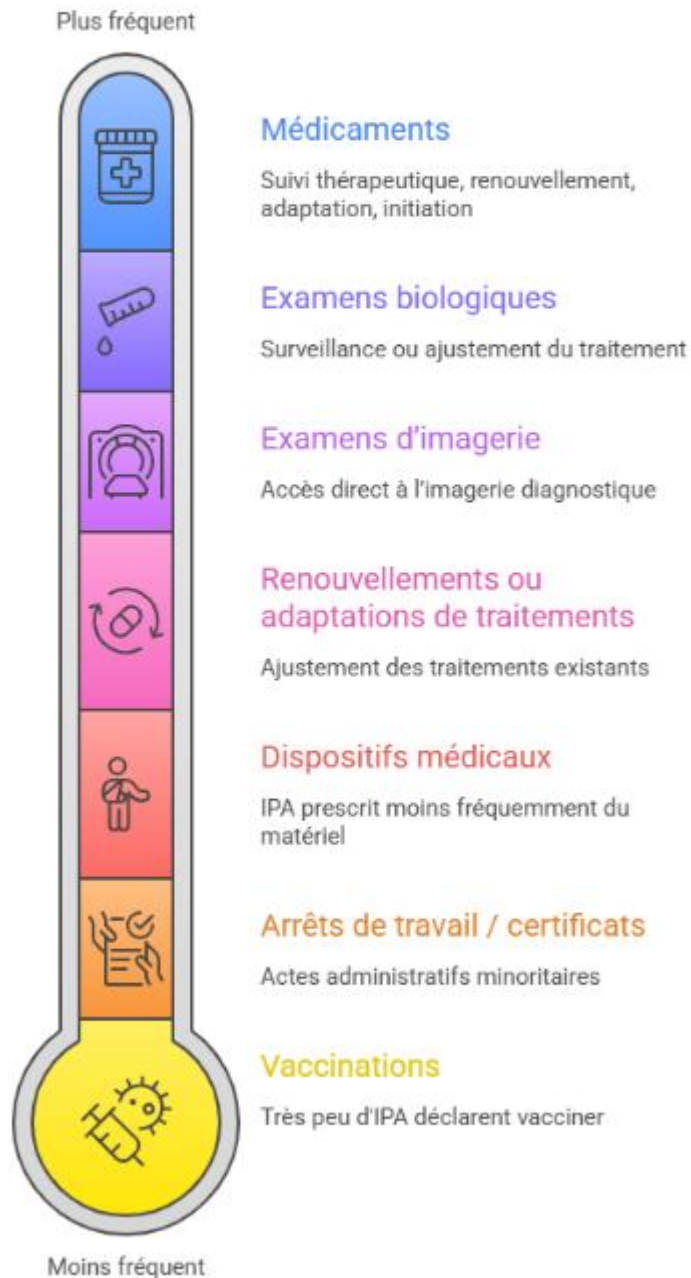 Plus fréquent
Médicaments
Suivi thérapeutique, renouvellement,
adaptation, initiation
Examens biologiques
Surveillance ou ajustement du traitement
Examens d'imagerie
Accès direct à l'imagerie diagnostique
Renouvellements ou
adaptations de traitements
Ajustement des traitements existants
Dispositifs médicaux
IPA prescrit moins fréquemment du
matériel
Arrêts de travail / certificats
Actes administratifs minoritaires
Vaccinations
Très peu d'IPA déclarent vacciner
Moins fréquent